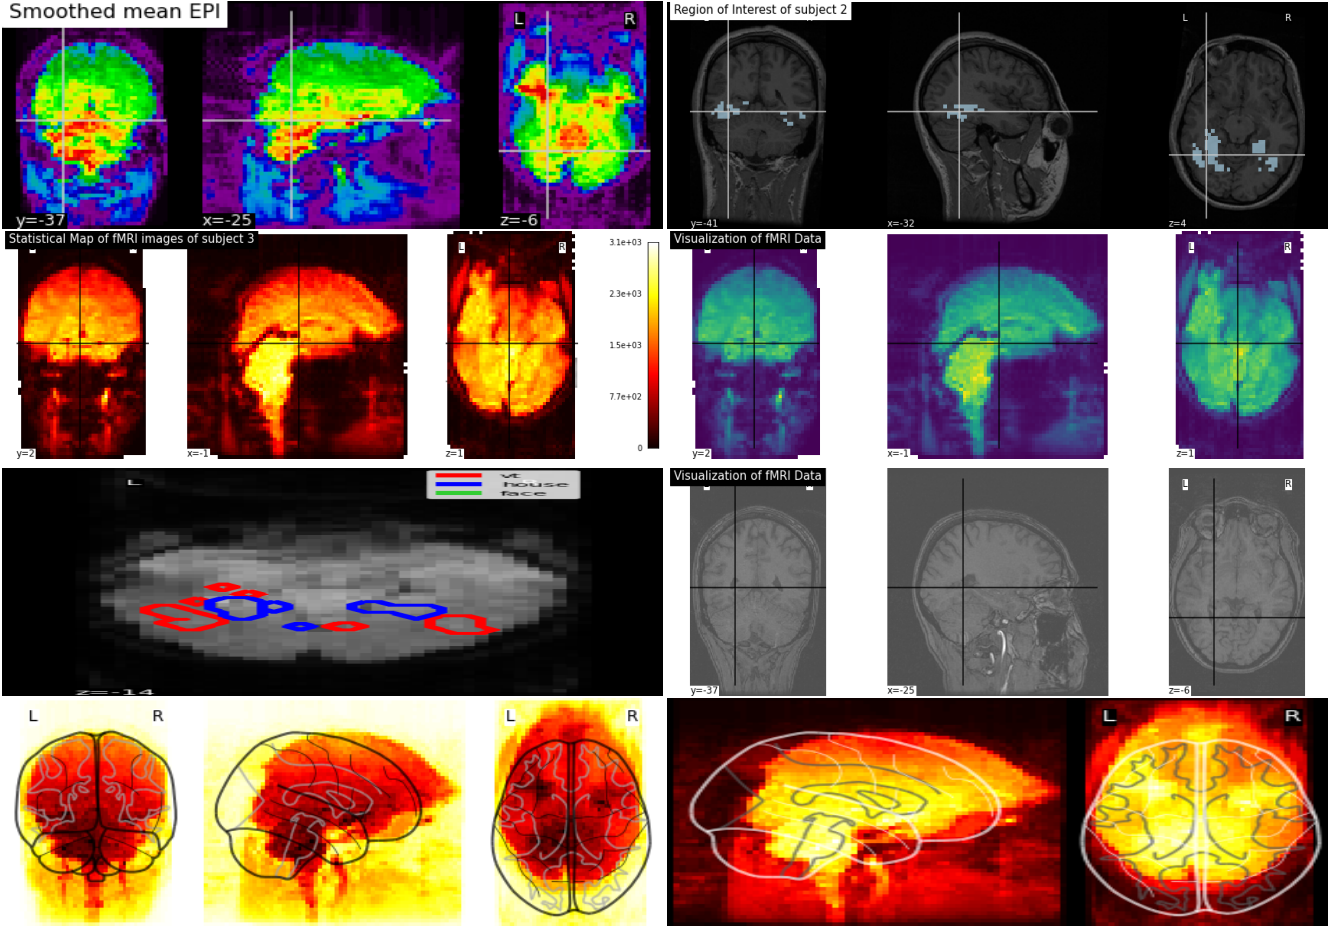 Smoothed mean EPI
L R
y=-37 x=-25 z=-6
Region of Interest of subject 2
L R
y=-41 x=-32 z=4
Statistical Map of fMRI images of subject 3
L R
3.1e+03
2.3e+03
1.5e+03
7.7e+02
0
y=2 x=-1 z=1
Visualization of fMRI Data
L R
y=2 x=-1 z=1
L
vt
house
face
z=-14
Visualization of fMRI Data
L R
y=-37 x=-25 z=-6
L R L R
L R